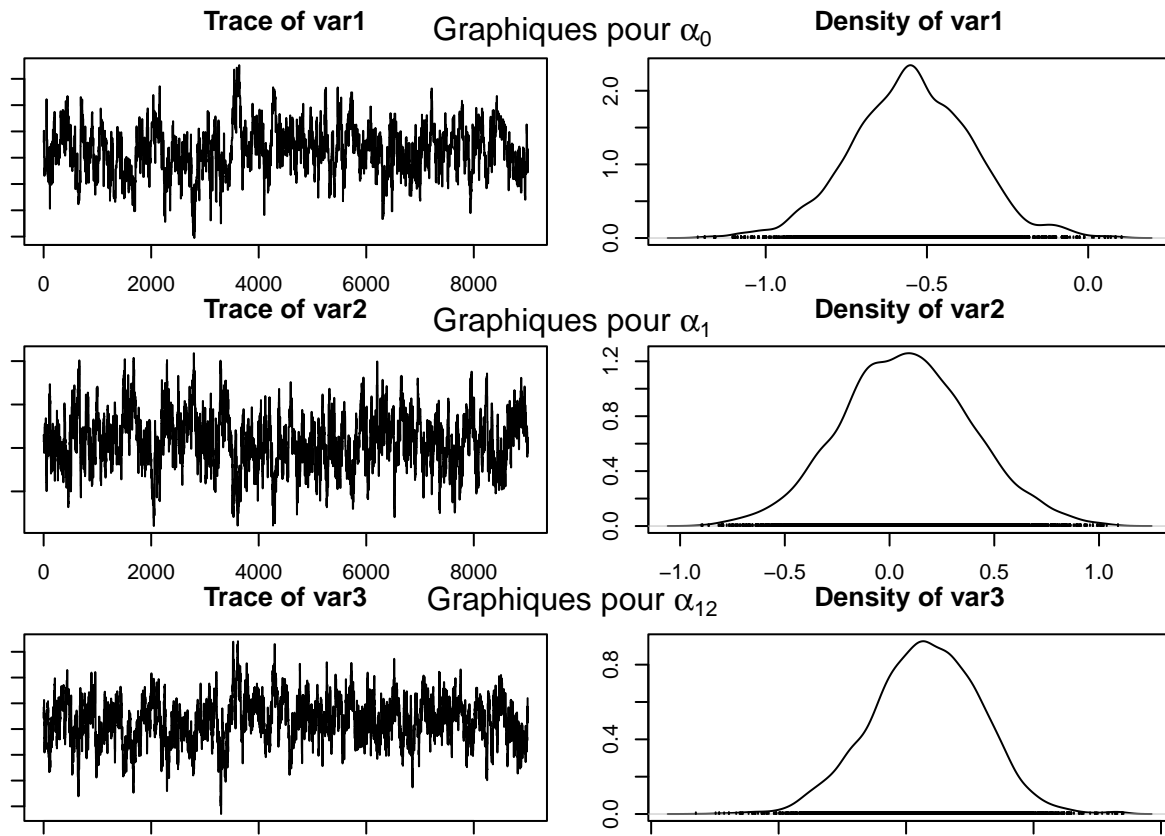 Trace of var1
Graphiques pour α0
Density of var1
0.0 1.0 2.0
0 2000 4000 6000 8000
−1.0 −0.5 0.0
Trace of var2
Graphiques pour α1
Density of var2
0.0 0.4 0.8 1.2
0 2000 4000 6000 8000
−1.0 −0.5 0.0 0.5 1.0
Trace of var3
Graphiques pour α12
Density of var3
0.0 0.4 0.8